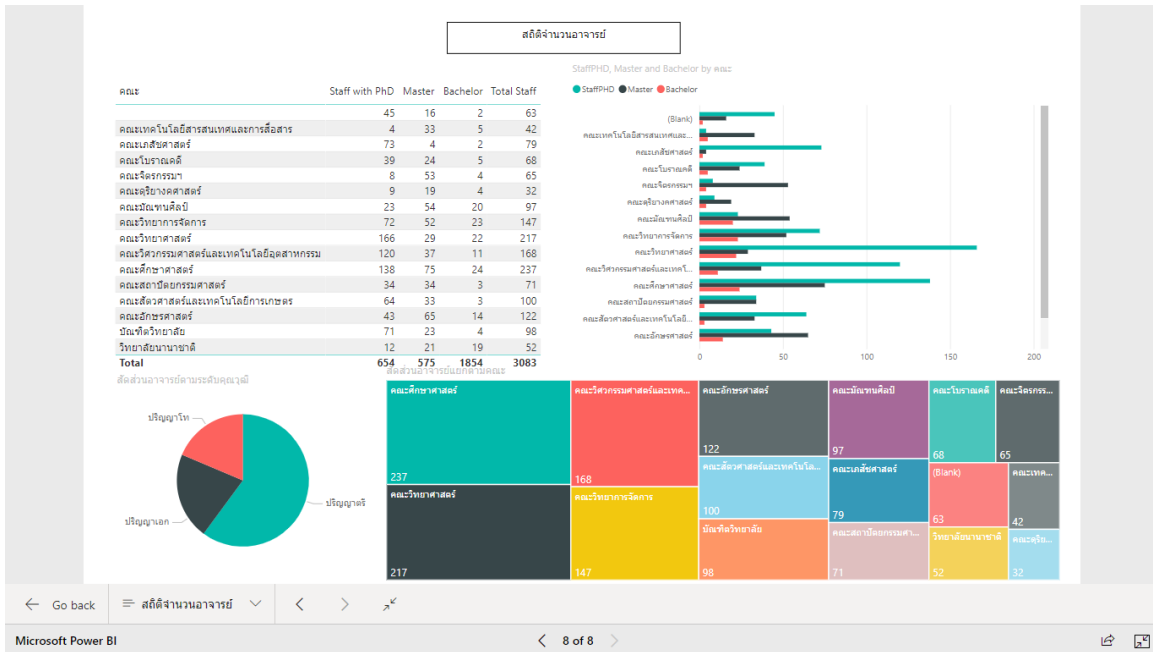 สถิติจำนวนอาจารย์
คณะ Staff with PhD Master Bachelor Total Staff
45 16 2 63
คณะเทคโนโลยีสารสนเทศและการสื่อสาร 4 33 5 42
คณะเภสัชศาสตร์ 73 4 2 79
คณะโบราณคดี 39 24 5 68
คณะจิตรกรรมฯ 8 53 4 65
คณะดุริยางคศาสตร์ 9 19 4 32
คณะมัณฑนศิลป์ 23 54 20 97
คณะวิทยาการจัดการ 72 52 23 147
คณะวิทยาศาสตร์ 166 29 22 217
คณะวิศวกรรมศาสตร์และเทคโนโลยีอุตสาหกรรม 120 37 11 168
คณะศึกษาศาสตร์ 138 75 24 237
คณะสถาปัตยกรรมศาสตร์ 34 34 3 71
คณะสัตวศาสตร์และเทคโนโลยีการเกษตร 64 33 3 100
คณะอักษรศาสตร์ 43 65 14 122
บัณฑิตวิทยาลัย 71 23 4 98
วิทยาลัยนานาชาติ 12 21 19 52
Total 654 575 1854 3083
StaffPHD, Master and Bachelor by คณะ
StaffPHD Master Bachelor
(Blank)
คณะเทคโนโลยีสารสนเทศและ...
คณะเภสัชศาสตร์
คณะโบราณคดี
คณะจิตรกรรมฯ
คณะดุริยางคศาสตร์
คณะมัณฑนศิลป์
คณะวิทยาการจัดการ
คณะวิทยาศาสตร์
คณะวิศวกรรมศาสตร์และเทคโ...
คณะศึกษาศาสตร์
คณะสถาปัตยกรรมศาสตร์
คณะสัตวศาสตร์และเทคโนโลยี...
คณะอักษรศาสตร์
0 50 100 150 200
สัดส่วนอาจารย์ตามระดับคุณวุฒิ
ปริญญาโท
ปริญญาตรี
ปริญญาเอก
สัดส่วนอาจารย์แยกตามคณะ
คณะศึกษาศาสตร์
237
คณะวิทยาศาสตร์
217
คณะวิศวกรรมศาสตร์และเทค...
168
คณะวิทยาการจัดการ
147
คณะอักษรศาสตร์
122
คณะสัตวศาสตร์และเทคโนโล...
100
บัณฑิตวิทยาลัย
98
คณะมัณฑนศิลป์
97
คณะเภสัชศาสตร์
79
คณะสถาปัตยกรรมศา...
71
คณะโบราณคดี
68
คณะจิตรกรร...
65
(Blank)
63
คณะเทค...
42
วิทยาลัยนานาชาติ
52
คณะดุริย...
32
Go back สถิติจำนวนอาจารย์
Microsoft Power BI 8 of 8